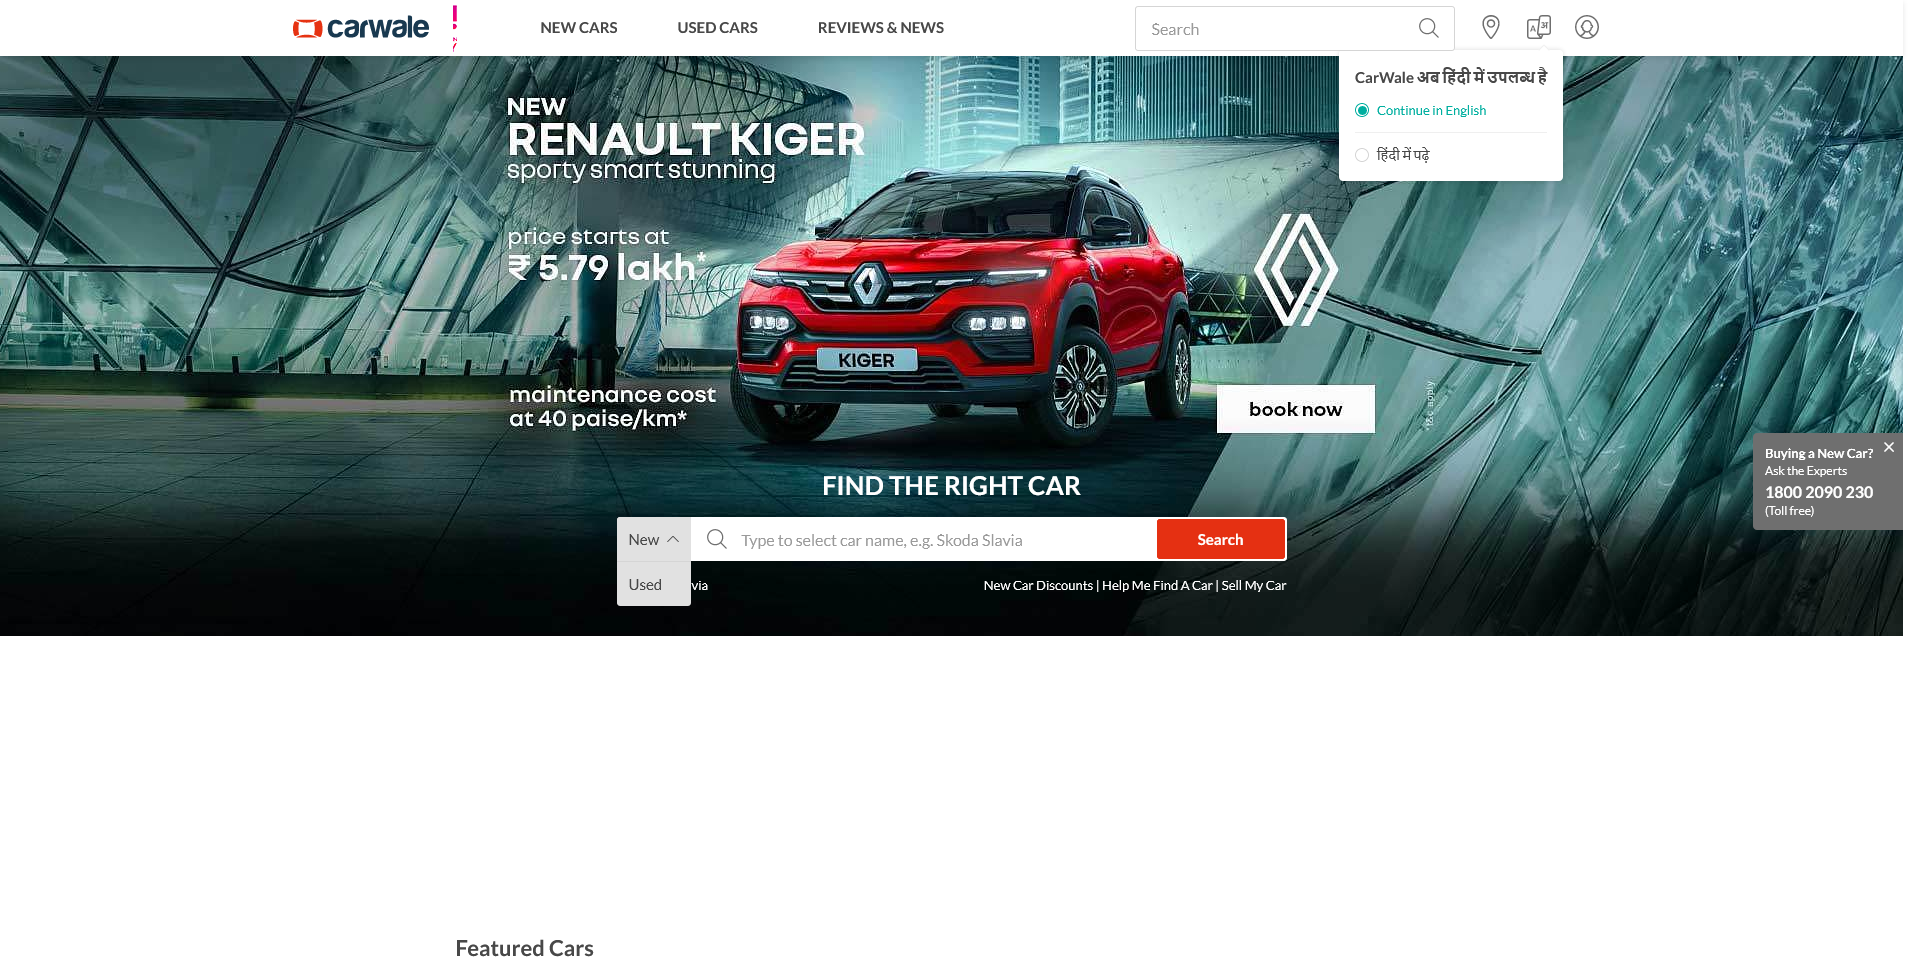 carwale
NEW CARS
USED CARS
REVIEWS & NEWS
Search
CarWale अब हिंदी में उपलब्ध है
Continue in English
हिंदी में पढ़े
NEW
RENAULT KIGER
sporty smart stunning
price starts at
₹ 5.79 lakh*
KIGER
maintenance cost
at 40 paise/km*
book now
*t&c apply
Buying a New Car?
Ask the Experts
1800 2090 230
(Toll free)
FIND THE RIGHT CAR
New
Type to select car name, e.g. Skoda Slavia
Search
Used
via
New Car Discounts | Help Me Find A Car | Sell My Car
Featured Cars